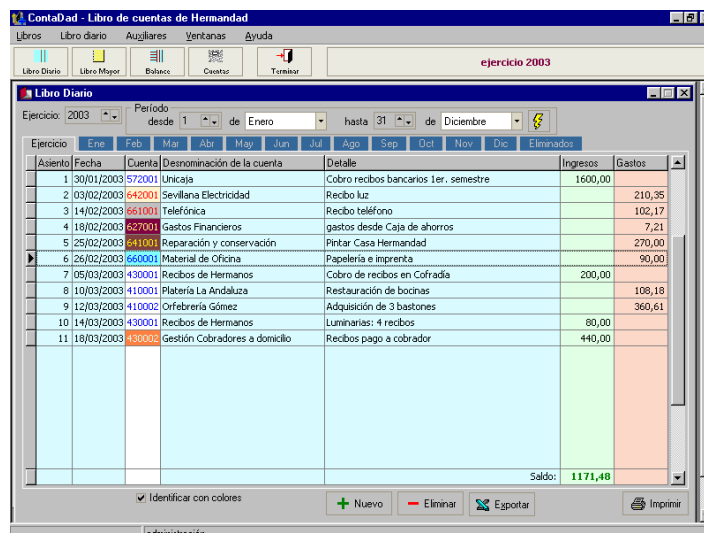 ContaDad - Libro de cuentas de Hermandad
Libros Libro diario Auxiliares Ventanas Ayuda
Libro Diario Libro Mayor Balance Cuentas Terminar
ejercicio 2003
Libro Diario
Ejercicio: 2003 Período desde 1 de Enero hasta 31 de Diciembre
Ejercicio Ene Feb Mar Abr May Jun Jul Ago Sep Oct Nov Dic Eliminados
Asiento Fecha Cuenta Desnominación de la cuenta Detalle Ingresos Gastos
1 30/01/2003 572001 Unicaja Cobro recibos bancarios 1er. semestre 1600,00
2 03/02/2003 642001 Sevillana Electricidad Recibo luz 210,35
3 14/02/2003 661001 Telefónica Recibo teléfono 102,17
4 18/02/2003 627001 Gastos Financieros gastos desde Caja de ahorros 7,21
5 25/02/2003 641001 Reparación y conservación Pintar Casa Hermandad 270,00
6 26/02/2003 660001 Material de Oficina Papelería e imprenta 90,00
7 05/03/2003 430001 Recibos de Hermanos Cobro de recibos en Cofradía 200,00
8 10/03/2003 410001 Platería La Andaluza Restauración de bocinas 108,18
9 12/03/2003 410002 Orfebrería Gómez Adquisición de 3 bastones 360,61
10 14/03/2003 430001 Recibos de Hermanos Luminarias: 4 recibos 80,00
11 18/03/2003 430002 Gestión Cobradores a domicilio Recibos pago a cobrador 440,00
Saldo: 1171,48
Identificar con colores
Nuevo Eliminar Exportar Imprimir
administración